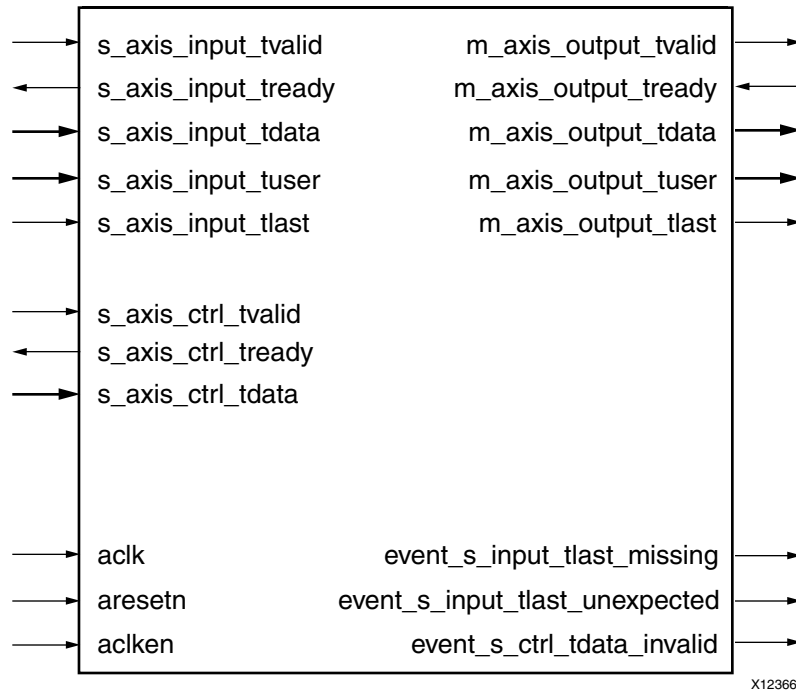 s_axis_input_tvalid m_axis_output_tvalid
s_axis_input_tready m_axis_output_tready
s_axis_input_tdata m_axis_output_tdata
s_axis_input_tuser m_axis_output_tuser
s_axis_input_tlast m_axis_output_tlast
s_axis_ctrl_tvalid
s_axis_ctrl_tready
s_axis_ctrl_tdata
aclk event_s_input_tlast_missing
aresetn event_s_input_tlast_unexpected
aclken event_s_ctrl_tdata_invalid
X12366